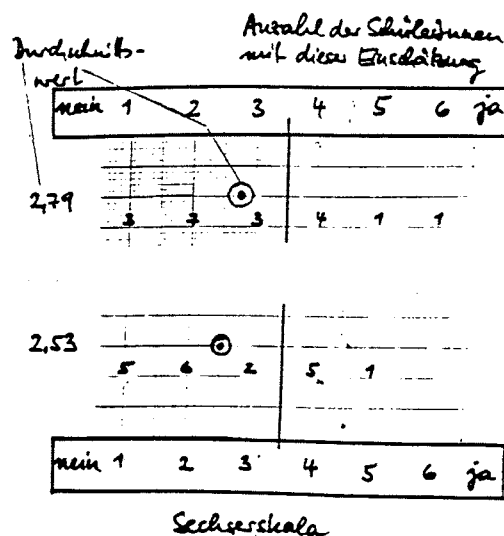 Anzahl der Schülerinnen
mit dieser Einschätzung
Durchschnitts-
wert
nein 1 2 3 4 5 6 ja
2,79
3 7 3 4 1 1
2,53
5 6 2 5 1
nein 1 2 3 4 5 6 ja
Sechserskala